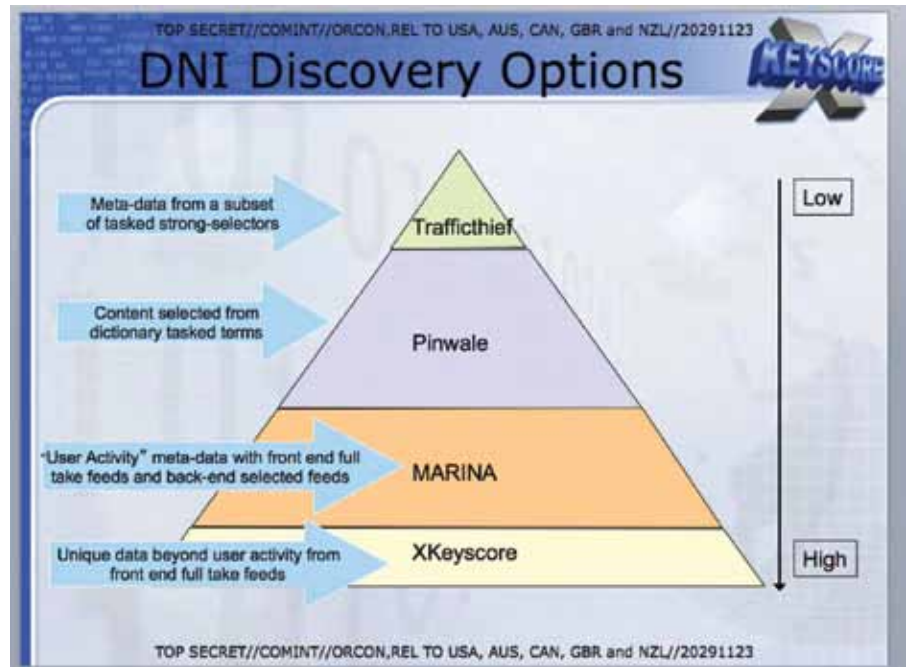 TOP SECRET//COMINT//ORCON,REL TO USA, AUS, CAN, GBR and NZL//20291123
DNI Discovery Options
X KEYSCORE
Meta-data from a subset
of tasked strong-selectors
Trafficthief
Low
Content selected from
dictionary tasked terms
Pinwale
"User Activity" meta-data with front end full
take feeds and back-end selected feeds
MARINA
Unique data beyond user activity from
front end full take feeds
XKeyscore
High
TOP SECRET//COMINT//ORCON,REL TO USA, AUS, CAN, GBR and NZL//20291123